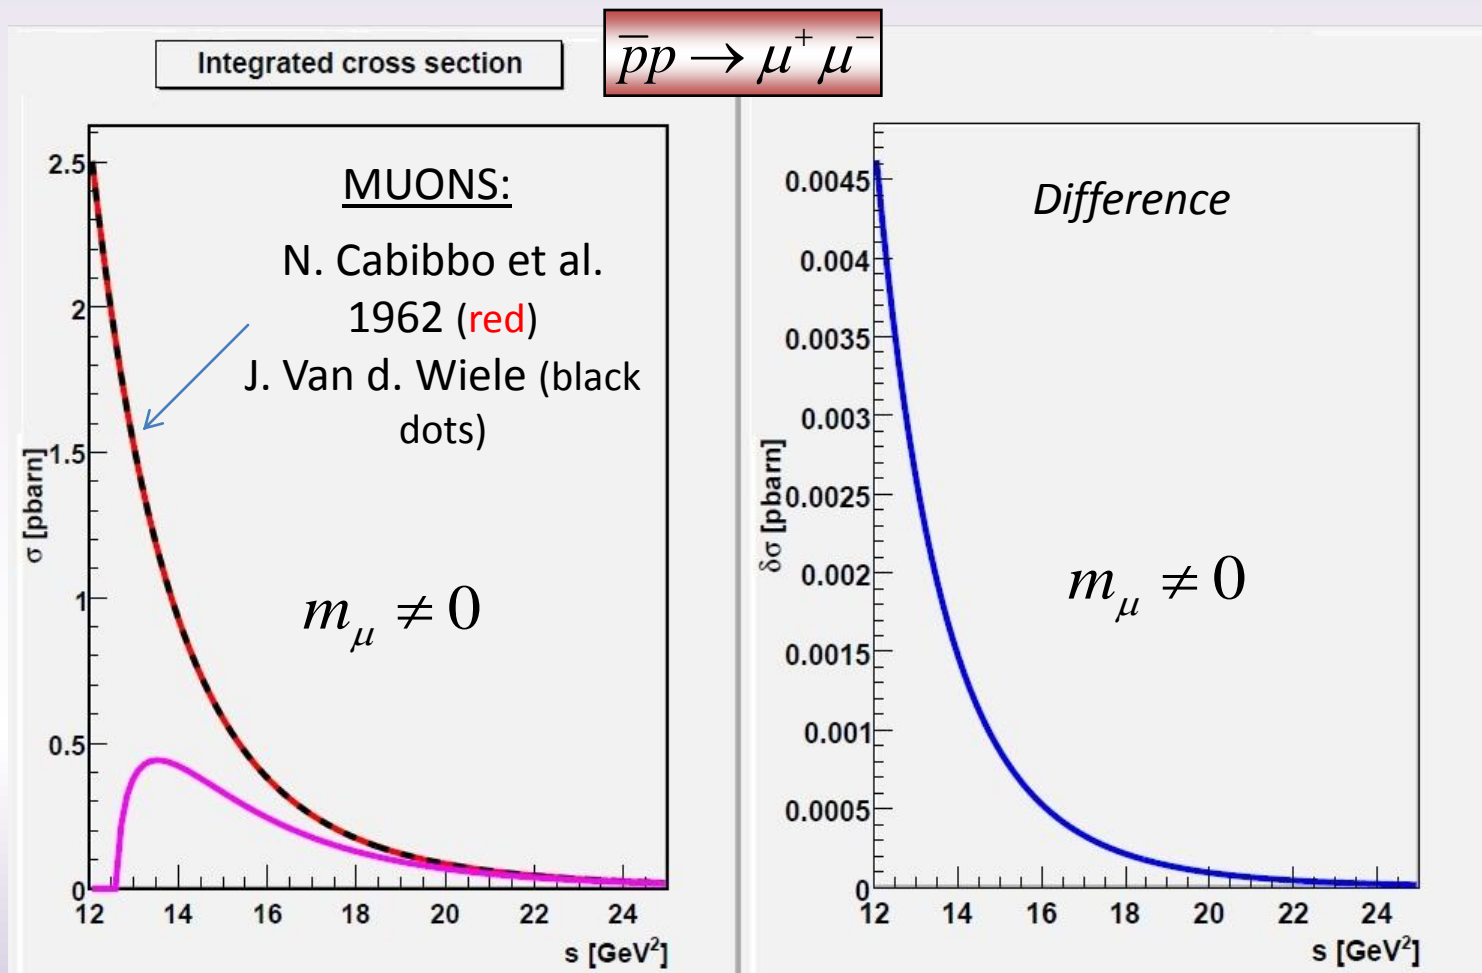 Integrated cross section
p̅p → μ⁺ μ⁻
MUONS:
N. Cabibbo et al.
1962 (red)
J. Van d. Wiele (black
dots)
m_μ ≠ 0
σ [pbarn]
2.5
2
1.5
1
0.5
0
12 14 16 18 20 22 24
s [GeV²]
Difference
m_μ ≠ 0
δσ [pbarn]
0.0045
0.004
0.0035
0.003
0.0025
0.002
0.0015
0.001
0.0005
0
12 14 16 18 20 22 24
s [GeV²]